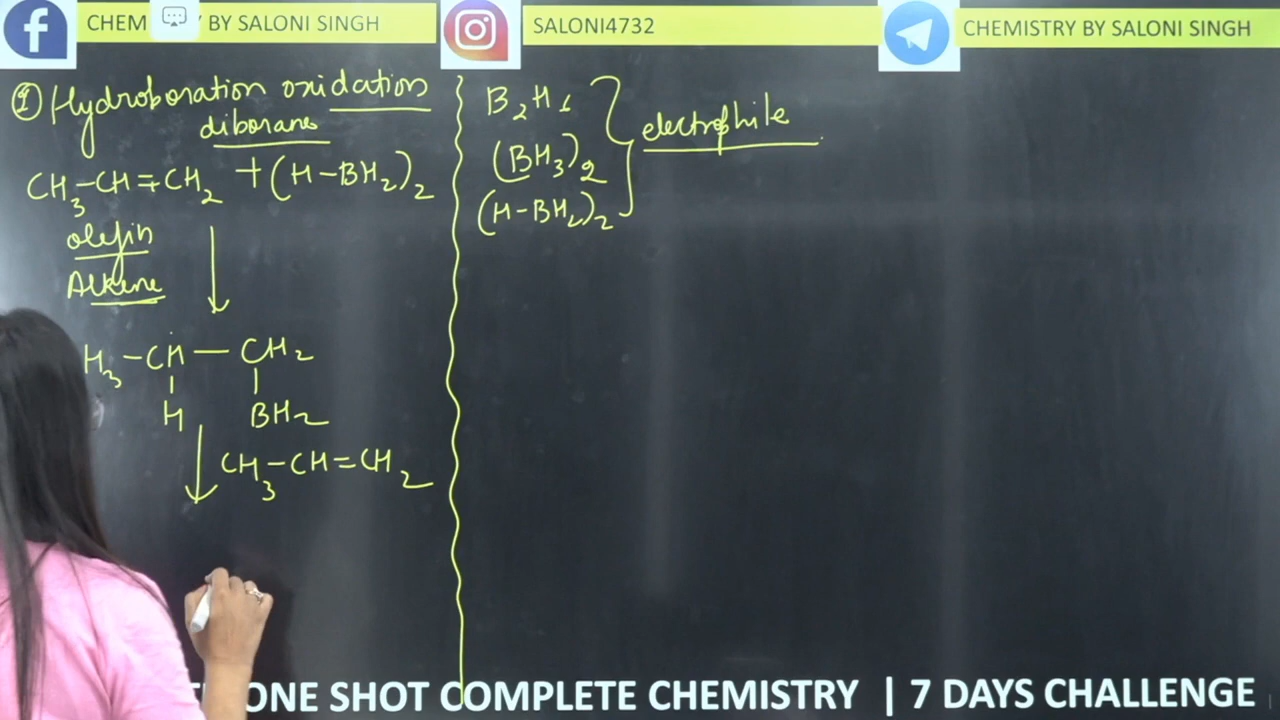 CHEM BY SALONI SINGH
SALONI4732
CHEMISTRY BY SALONI SINGH
① Hydroboration oxidation
diborane
CH₃-CH=CH₂ + (H-BH₂)₂
olefin
Alkene
H₃-CH-CH₂
H BH₂
CH₃-CH=CH₂
B₂H₆
(BH₃)₂
(H-BH₂)₂
electrophile
ONE SHOT COMPLETE CHEMISTRY | 7 DAYS CHALLENGE